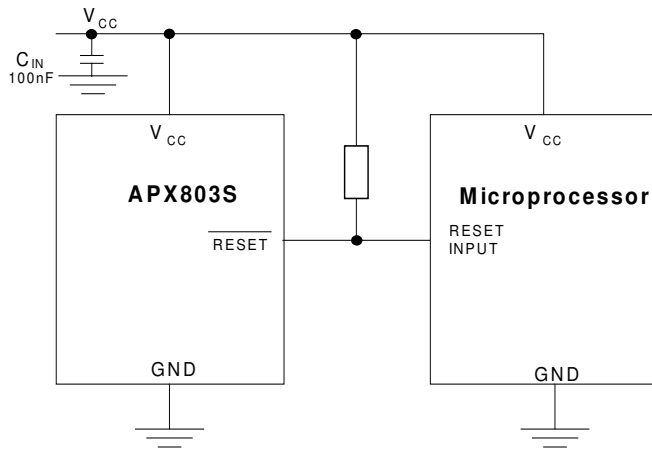 V CC
C IN
100nF
V CC
V CC
APX803S
Microprocessor
RESET
RESET
INPUT
GND
GND